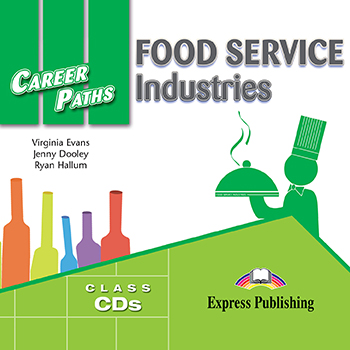 CAREER
PATHS
FOOD SERVICE
Industries
Virginia Evans
Jenny Dooley
Ryan Hallum
CLASS
CDs
Express Publishing